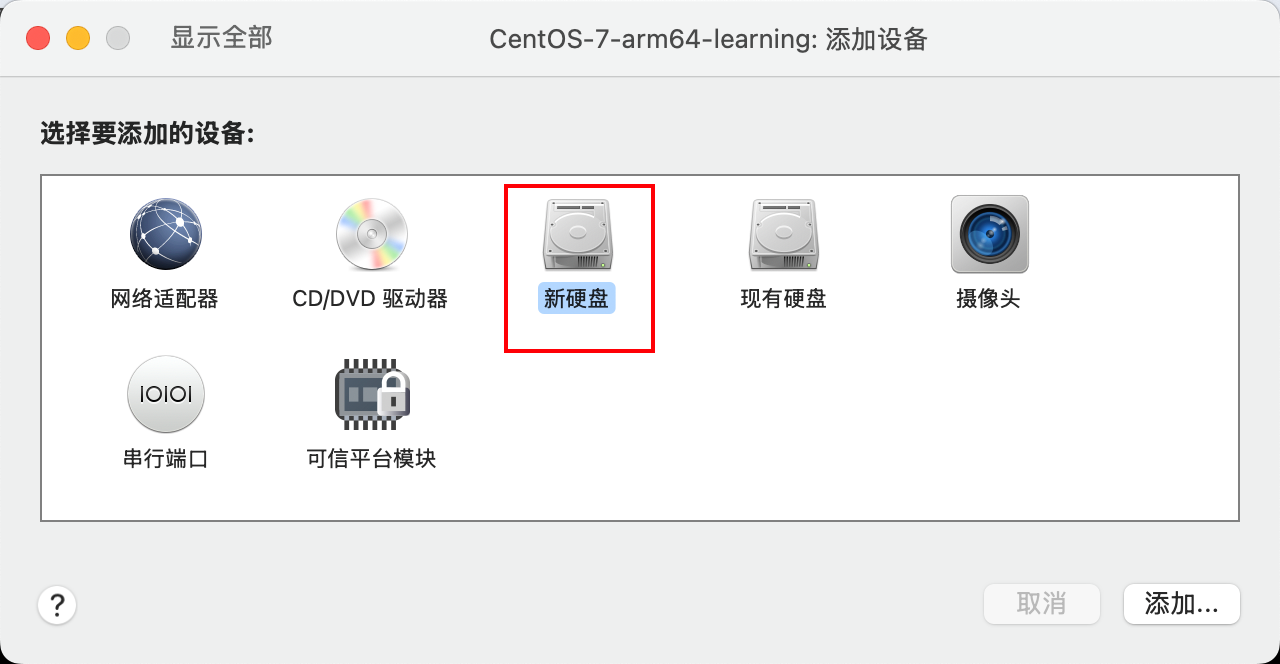 显示全部
CentOS-7-arm64-learning: 添加设备
选择要添加的设备:
网络适配器
CD/DVD 驱动器
新硬盘
现有硬盘
摄像头
IOIOI
串行端口
可信平台模块
?
取消
添加...